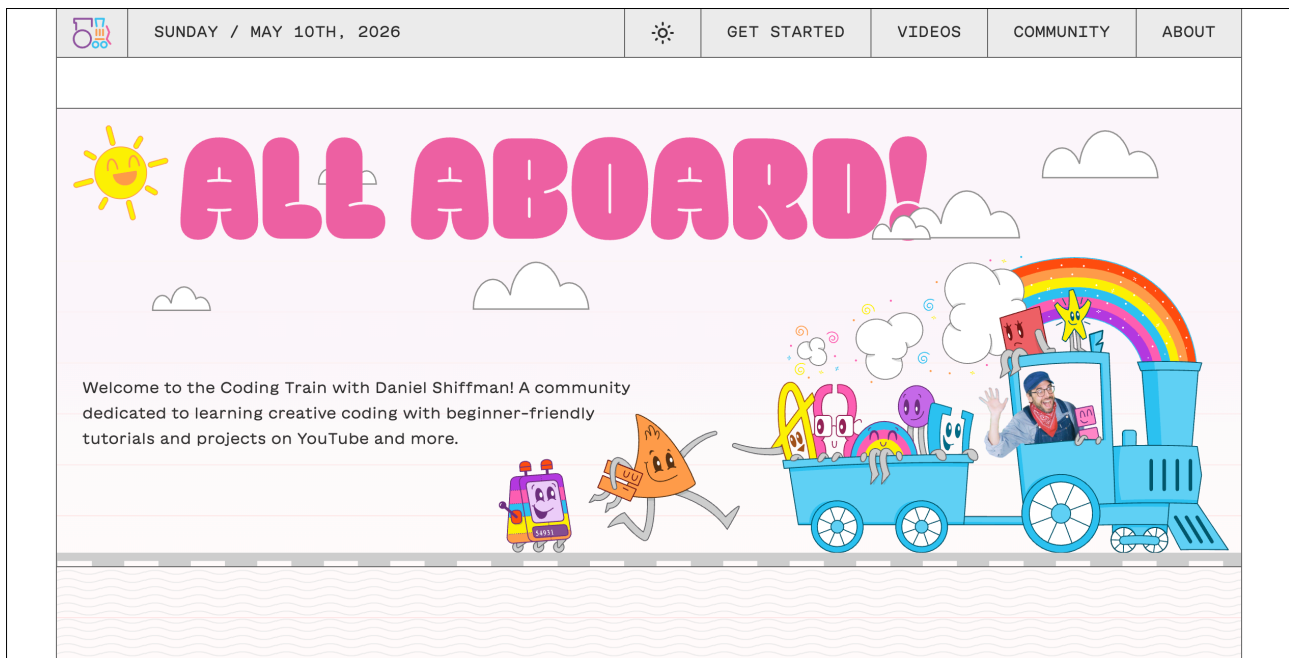 SUNDAY / MAY 10TH, 2026
GET STARTED
VIDEOS
COMMUNITY
ABOUT
ALL ABOARD!
Welcome to the Coding Train with Daniel Shiffman! A community
dedicated to learning creative coding with beginner-friendly
tutorials and projects on YouTube and more.
54931